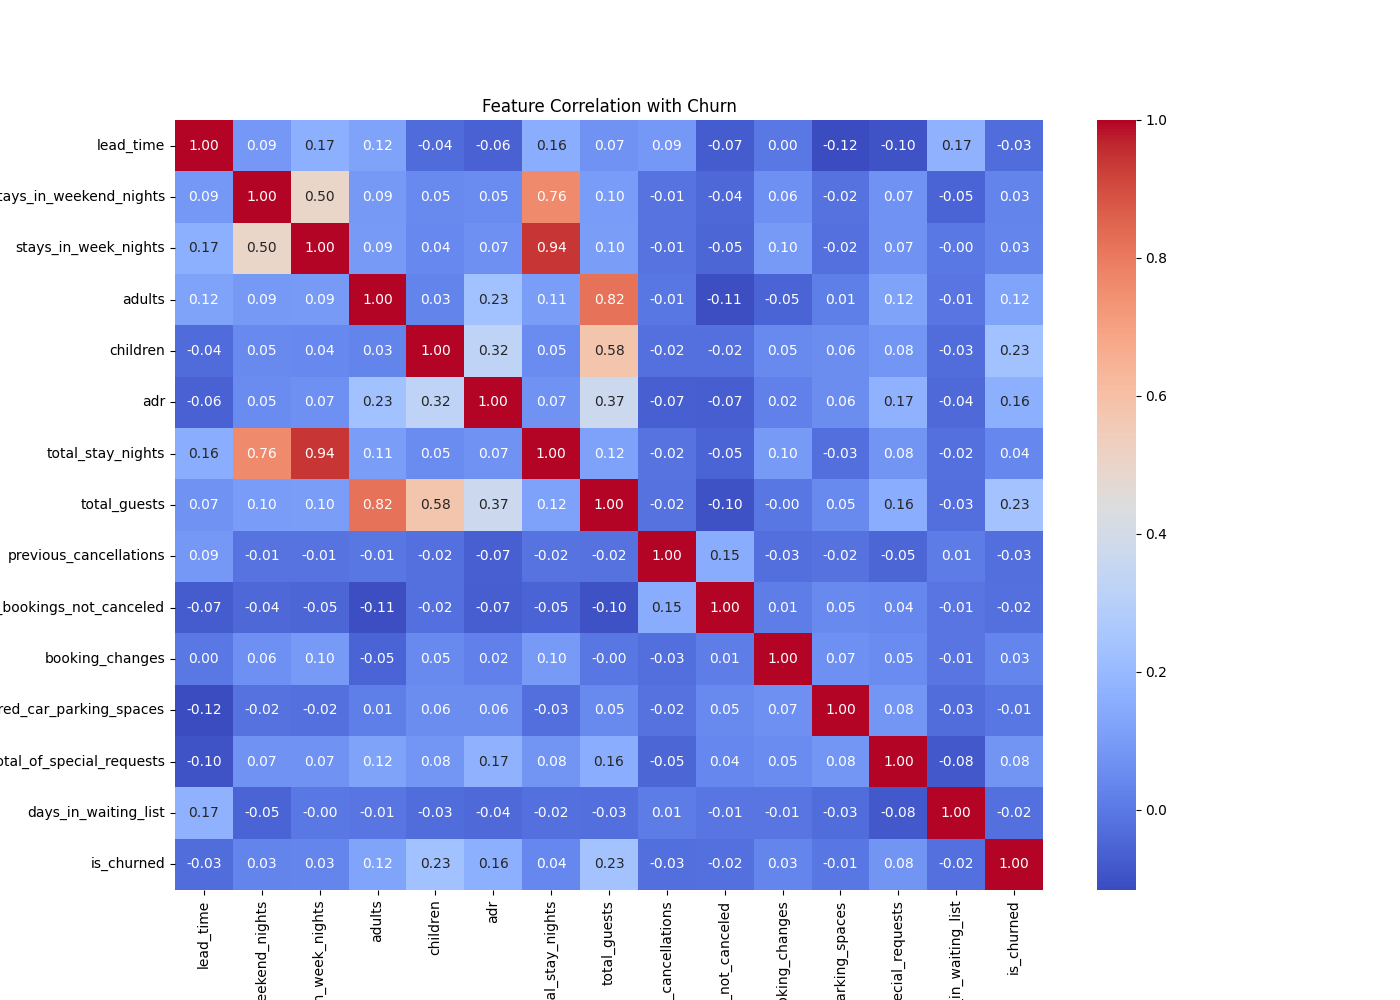 Feature Correlation with Churn
lead_time 1.00 0.09 0.17 0.12 -0.04 -0.06 0.16 0.07 0.09 -0.07 0.00 -0.12 -0.10 0.17 -0.03
tays_in_weekend_nights 0.09 1.00 0.50 0.09 0.05 0.05 0.76 0.10 -0.01 -0.04 0.06 -0.02 0.07 -0.05 0.03
stays_in_week_nights 0.17 0.50 1.00 0.09 0.04 0.07 0.94 0.10 -0.01 -0.05 0.10 -0.02 0.07 -0.00 0.03
adults 0.12 0.09 0.09 1.00 0.03 0.23 0.11 0.82 -0.01 -0.11 -0.05 0.01 0.12 -0.01 0.12
children -0.04 0.05 0.04 0.03 1.00 0.32 0.05 0.58 -0.02 -0.02 0.05 0.06 0.08 -0.03 0.23
adr -0.06 0.05 0.07 0.23 0.32 1.00 0.07 0.37 -0.07 -0.07 0.02 0.06 0.17 -0.04 0.16
total_stay_nights 0.16 0.76 0.94 0.11 0.05 0.07 1.00 0.12 -0.02 -0.05 0.10 -0.03 0.08 -0.02 0.04
total_guests 0.07 0.10 0.10 0.82 0.58 0.37 0.12 1.00 -0.02 -0.10 -0.00 0.05 0.16 -0.03 0.23
previous_cancellations 0.09 -0.01 -0.01 -0.01 -0.02 -0.07 -0.02 -0.02 1.00 0.15 -0.03 -0.02 -0.05 0.01 -0.03
_bookings_not_canceled -0.07 -0.04 -0.05 -0.11 -0.02 -0.07 -0.05 -0.10 0.15 1.00 0.01 0.05 0.04 -0.01 -0.02
booking_changes 0.00 0.06 0.10 -0.05 0.05 0.02 0.10 -0.00 -0.03 0.01 1.00 0.07 0.05 -0.01 0.03
red_car_parking_spaces -0.12 -0.02 -0.02 0.01 0.06 0.06 -0.03 0.05 -0.02 0.05 0.07 1.00 0.08 -0.03 -0.01
otal_of_special_requests -0.10 0.07 0.07 0.12 0.08 0.17 0.08 0.16 -0.05 0.04 0.05 0.08 1.00 -0.08 0.08
days_in_waiting_list 0.17 -0.05 -0.00 -0.01 -0.03 -0.04 -0.02 -0.03 0.01 -0.01 -0.01 -0.03 -0.08 1.00 -0.02
is_churned -0.03 0.03 0.03 0.12 0.23 0.16 0.04 0.23 -0.03 -0.02 0.03 -0.01 0.08 -0.02 1.00
lead_time
eekend_nights
n_week_nights
adults
children
adr
al_stay_nights
total_guests
_cancellations
_not_canceled
oking_changes
arking_spaces
ecial_requests
in_waiting_list
is_churned
1.0
0.8
0.6
0.4
0.2
0.0